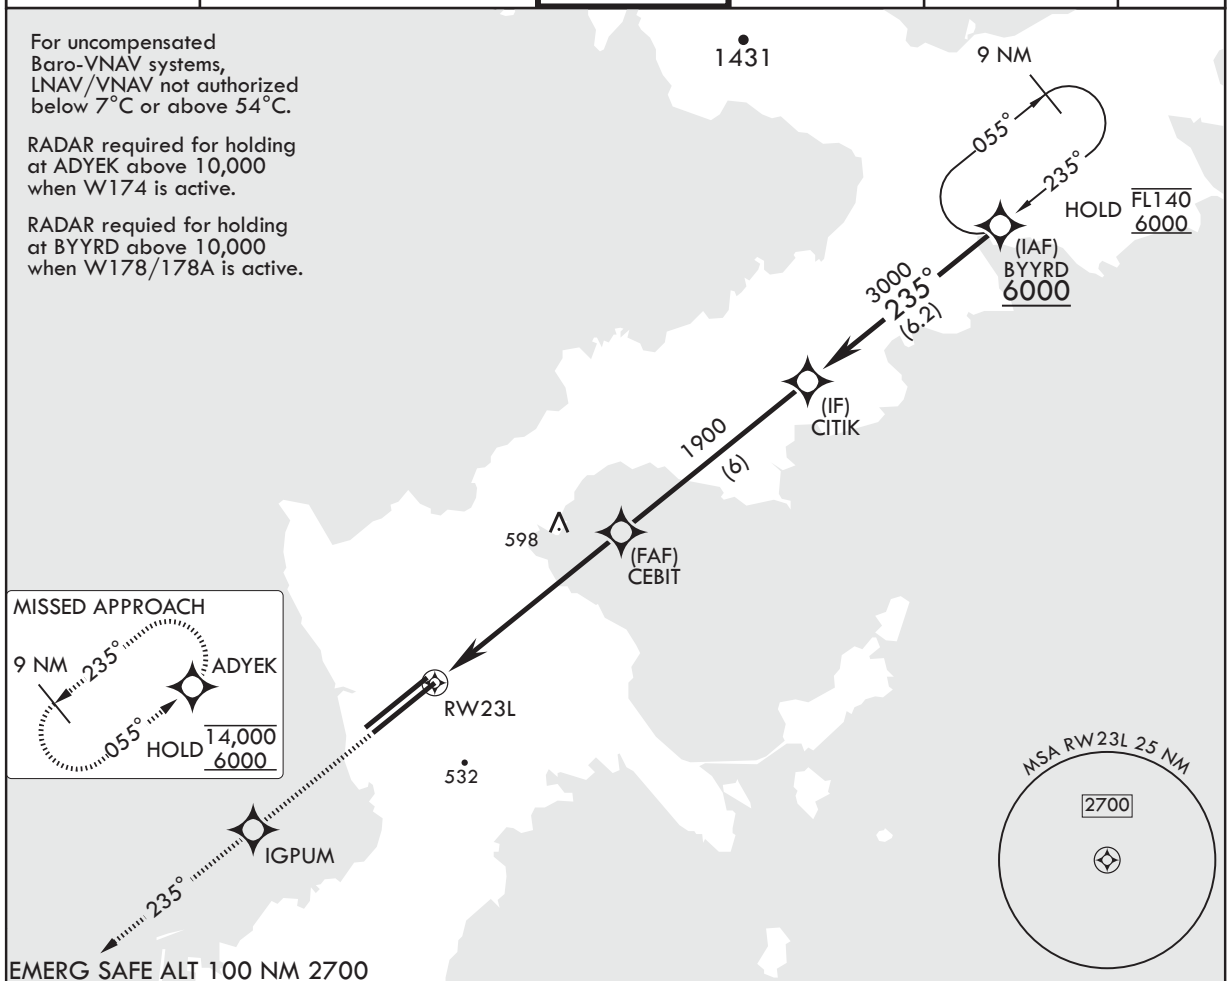 For uncompensated
Baro-VNAV systems,
LNAV/VNAV not authorized
below 7°C or above 54°C.
RADAR required for holding
at ADYEK above 10,000
when W174 is active.
RADAR requied for holding
at BYYRD above 10,000
when W178/178A is active.
1431
9 NM
055°
235°
HOLD FL140
6000
(IAF)
BYYRD
6000
3000
235°
(6.2)
(IF)
CITIK
1900
(6)
598
(FAF)
CEBIT
MISSED APPROACH
9 NM
235°
ADYEK
055°
HOLD 14,000
6000
RW23L
532
IGPUM
235°
MSA RW23L 25 NM
2700
EMERG SAFE ALT 100 NM 2700